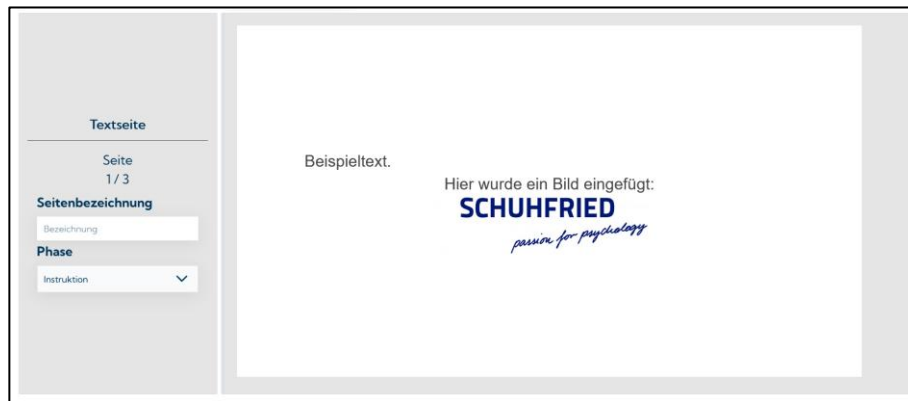 Textseite
Seite
1 / 3
Seitenbezeichnung
Bezeichnung
Phase
Instruktion
Beispieltext.
Hier wurde ein Bild eingefügt:
SCHUHFRIED
passion for psychology